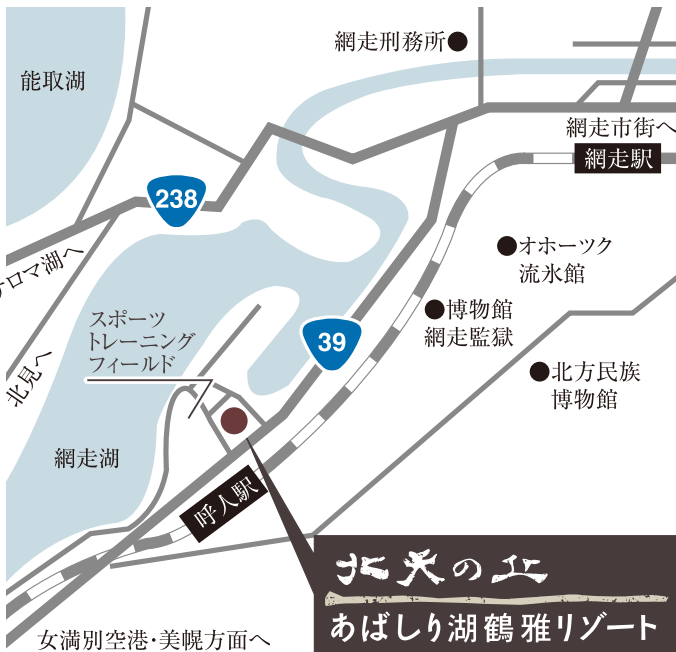 網走刑務所
能取湖
網走市街へ
網走駅
238
オホーツク
流氷館
サロマ湖へ
博物館
網走監獄
スポーツ
トレーニング
フィールド
39
北見へ
北方民族
博物館
網走湖
呼人駅
北天の丘
あばしり湖鶴雅リゾート
女満別空港・美幌方面へ